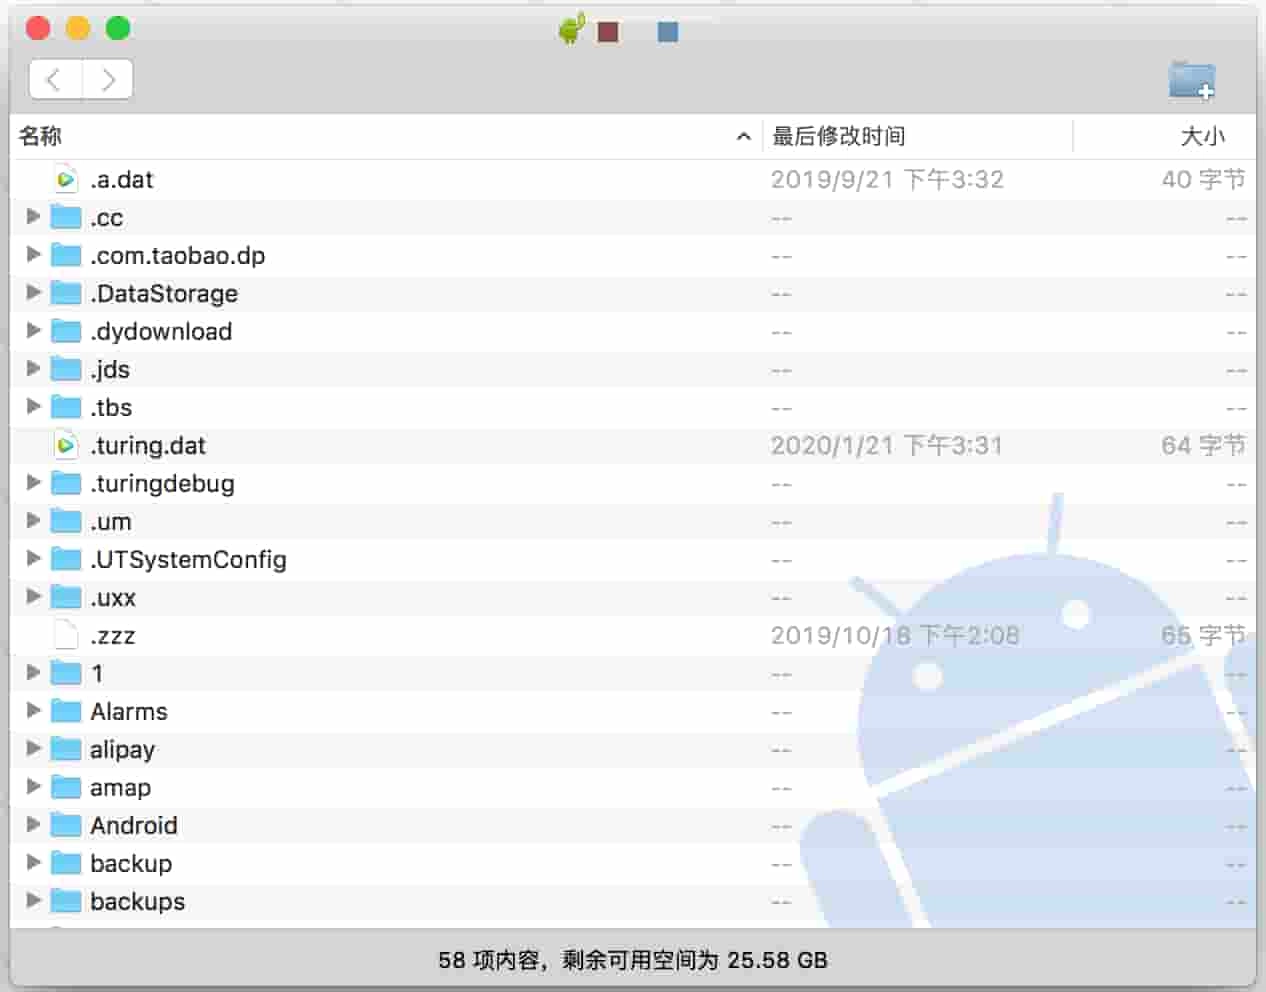 名称 最后修改时间 大小
.a.dat 2019/9/21 下午3:32 40 字节
.cc -- --
.com.taobao.dp -- --
.DataStorage -- --
.dydownload -- --
.jds -- --
.tbs -- --
.turing.dat 2020/1/21 下午3:31 64 字节
.turingdebug -- --
.um -- --
.UTSystemConfig -- --
.uxx -- --
.zzz 2019/10/18 下午2:08 65 字节
1 -- --
Alarms -- --
alipay -- --
amap -- --
Android -- --
backup -- --
backups -- --
58 项内容，剩余可用空间为 25.58 GB